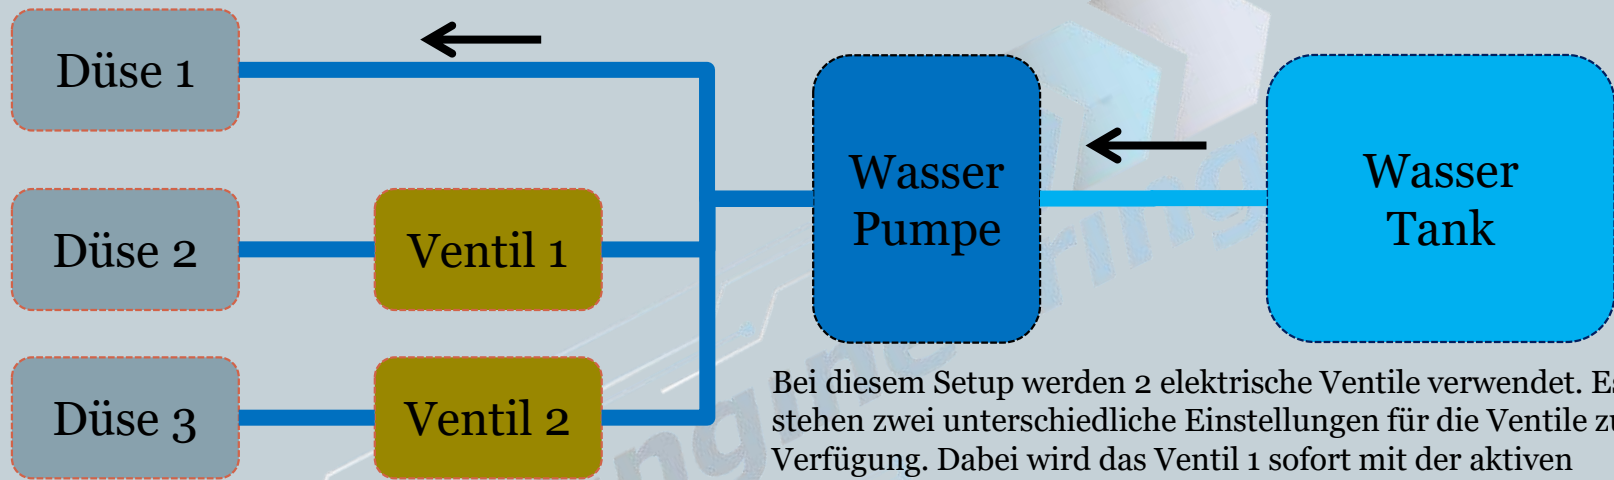 Düse 1
Düse 2
Ventil 1
Düse 3
Ventil 2
Wasser
Pumpe
Wasser
Tank
Bei diesem Setup werden 2 elektrische Ventile verwendet.
stehen zwei unterschiedliche Einstellungen für die Ventile
Verfügung. Dabei wird das Ventil 1 sofort mit der aktiven